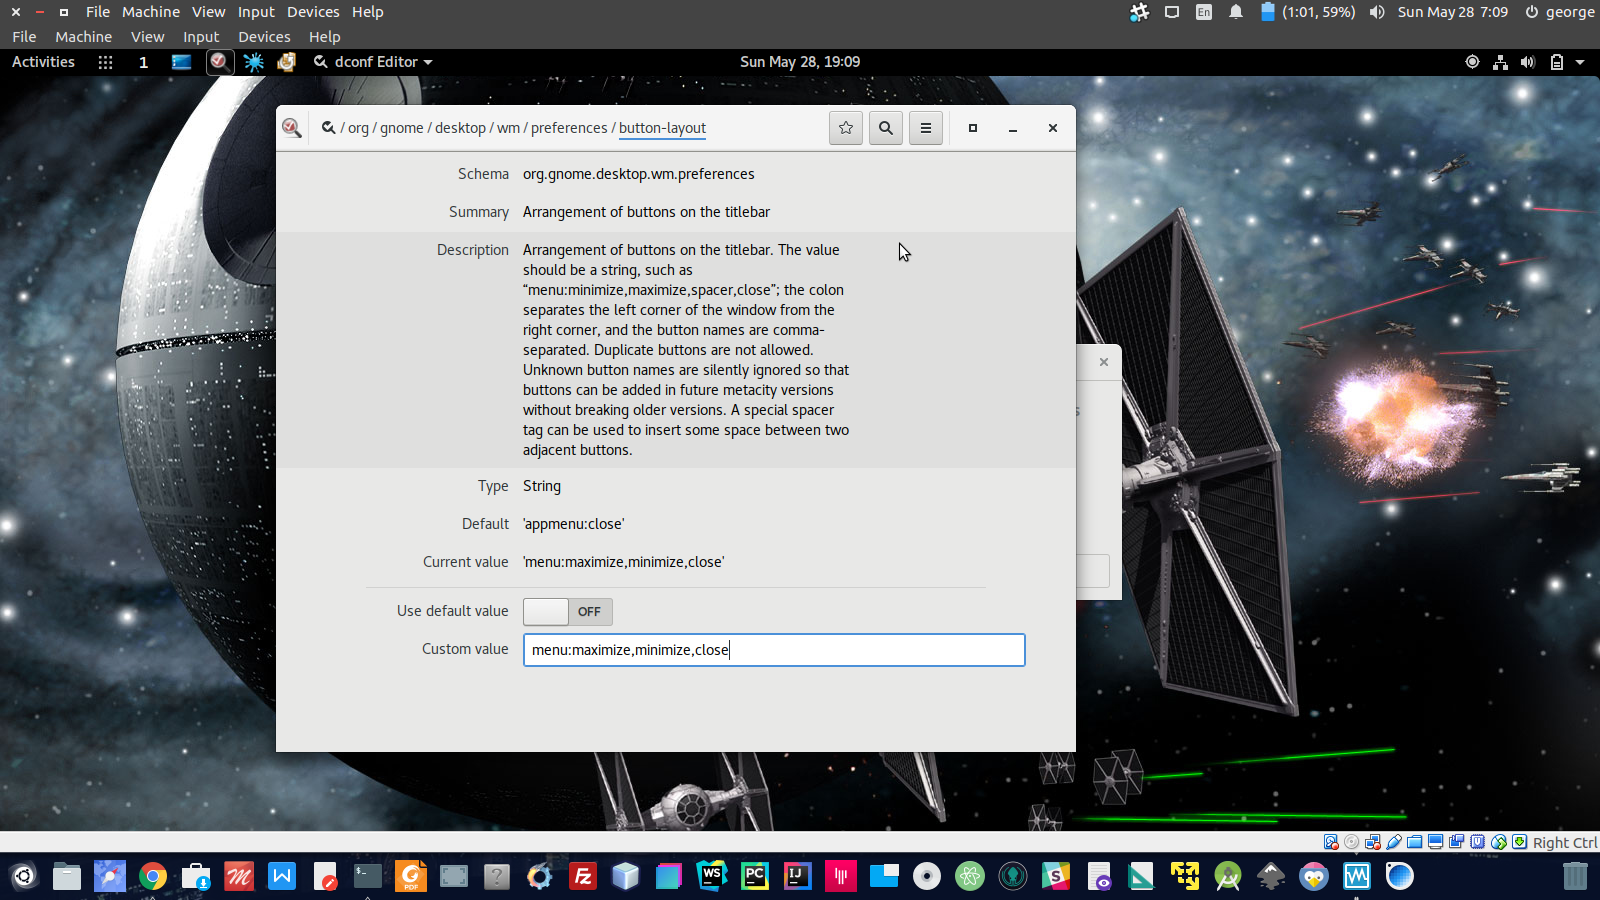 File Machine View Input Devices Help
En (1:01, 59%) Sun May 28 7:09 george
File Machine View Input Devices Help
Activities 1 dconf Editor Sun May 28, 19:09
/ org / gnome / desktop / wm / preferences / button-layout
Schema org.gnome.desktop.wm.preferences
Summary Arrangement of buttons on the titlebar
Description Arrangement of buttons on the titlebar. The value
should be a string, such as
“menu:minimize,maximize,spacer,close”; the colon
separates the left corner of the window from the
right corner, and the button names are comma-
separated. Duplicate buttons are not allowed.
Unknown button names are silently ignored so that
buttons can be added in future metacity versions
without breaking older versions. A special spacer
tag can be used to insert some space between two
adjacent buttons.
Type String
Default 'appmenu:close'
Current value 'menu:maximize,minimize,close'
Use default value OFF
Custom value menu:maximize,minimize,close
s
Right Ctrl
PDF
FZ
WS
PC
IJ